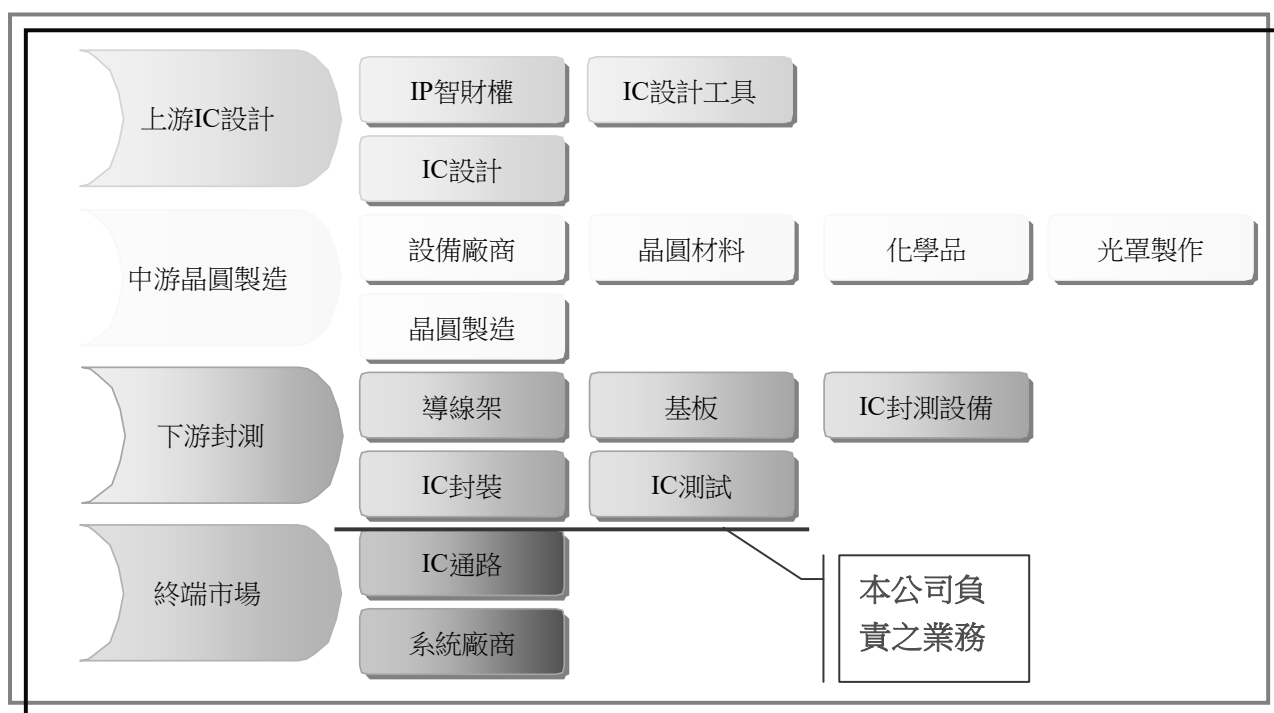 上游IC設計
IP智財權
IC設計工具
IC設計
中游晶圓製造
設備廠商
晶圓材料
化學品
光罩製作
晶圓製造
下游封測
導線架
基板
IC封測設備
IC封裝
IC測試
終端市場
IC通路
系統廠商
本公司負
責之業務